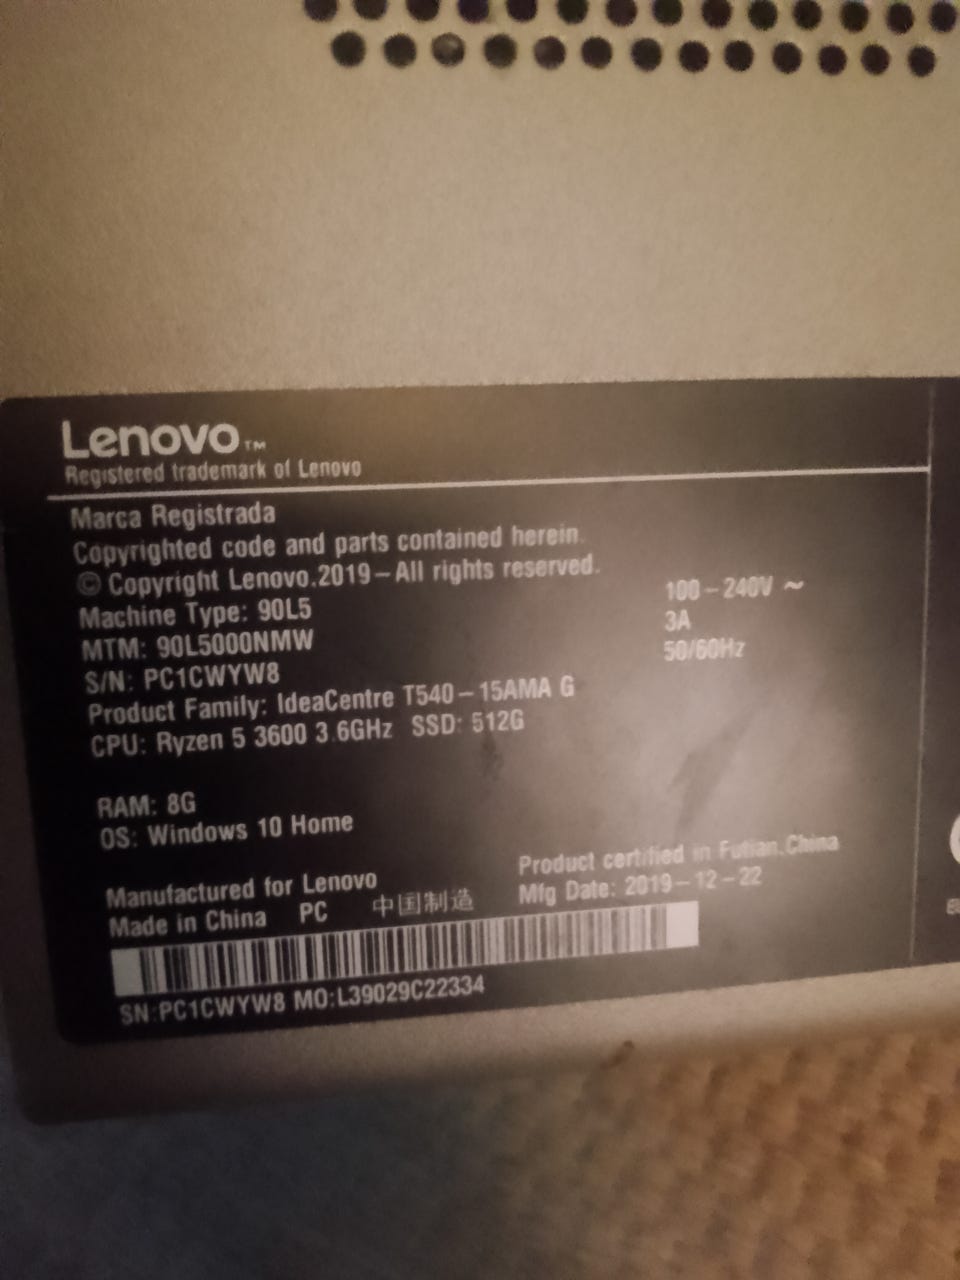 Lenovo™
Registered trademark of Lenovo
Marca Registrada
Copyrighted code and parts contained herein.
© Copyright Lenovo.2019–All rights reserved.
Machine Type: 90L5
MTM: 90L5000NMW
S/N: PC1CWYW8
Product Family: IdeaCentre T540–15AMA G
CPU: Ryzen 5 3600 3.6GHz SSD: 512G
RAM: 8G
OS: Windows 10 Home
100–240V ~
3A
50/60Hz
Manufactured for Lenovo
Made in China PC 中国制造
Product certified in Futian.China
Mfg Date: 2019–12–22
SN:PC1CWYW8 MO:L39029C22334